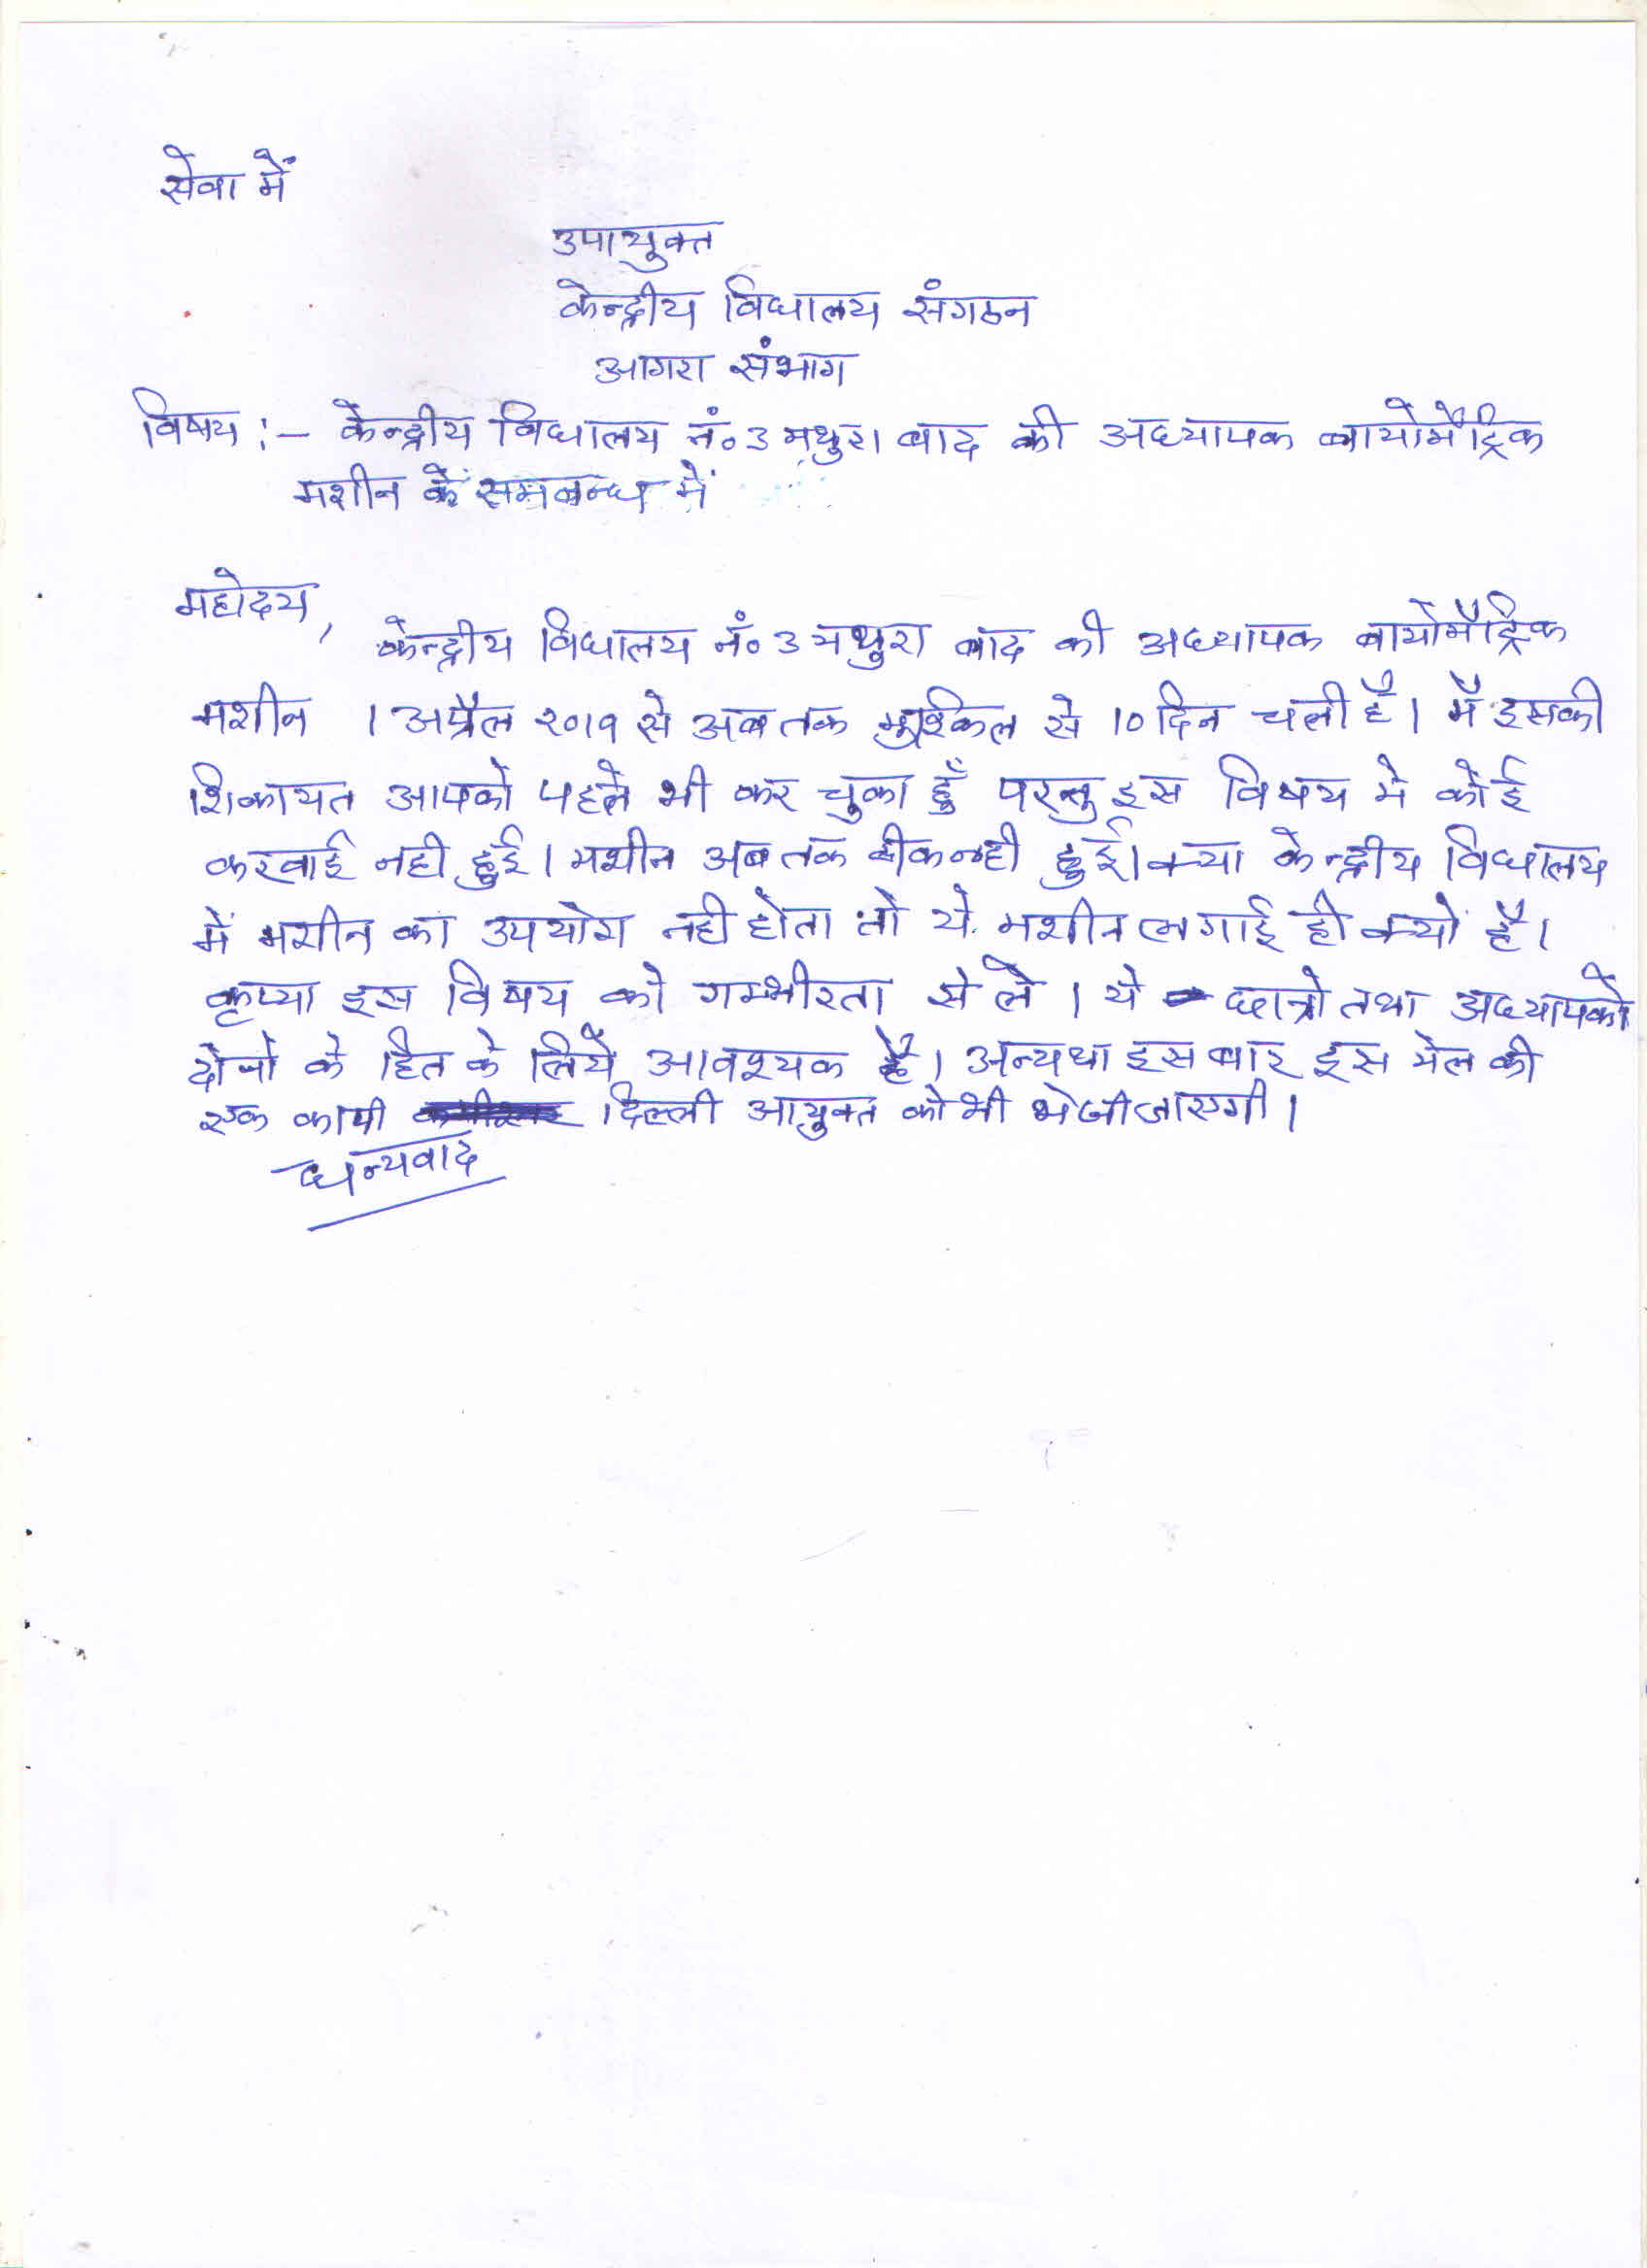 सेवा में
उपायुक्त
केन्द्रीय विधालय संगठन
आगरा संभाग
विषय :- केन्द्रीय विधालय नं० 3 मथुरा बाद की अध्यापक बायोमैट्रिक
मशीन के समबन्ध में
महोदय,
केन्द्रीय विधालय नं० 3 मथुरा बाद की अध्यापक बायोमैट्रिक
मशीन 1 अप्रैल २०19 से अब तक मुश्किल से 10 दिन चली है। मैं इसकी
शिकायत आपको पहले भी कर चुका हुँ परन्तु इस विषय मे कोई
करवाई नही हुई। मशीन अब तक ठीक नही हुई। क्या केन्द्रीय विधालय
में मशीन का उपयोग नही होता तो ये मशीन लगाई ही क्यों है।
कृप्या इस विषय को गम्भीरता से ले। ये छात्रो तथा अध्यापको
दोनो के हित के लिये आवश्यक है। अन्यथा इस बार इस मेल की
एक कापी दिल्ली आयुक्त को भी भेजी जाएगी।
धन्यवाद